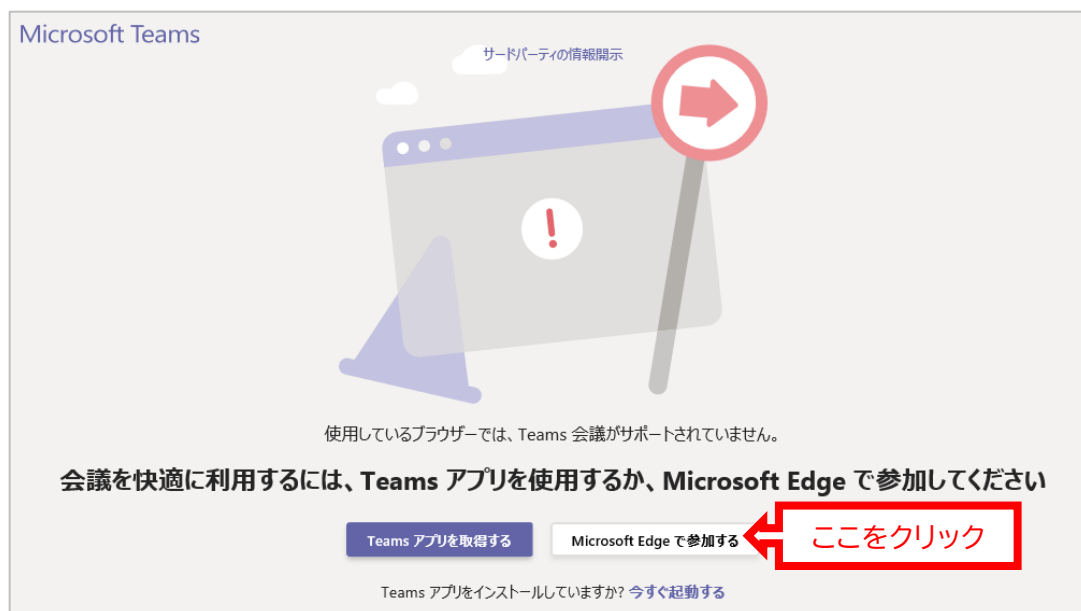 Microsoft Teams
サードパーティの情報開示
使用しているブラウザーでは、Teams 会議がサポートされていません。
会議を快適に利用するには、Teams アプリを使用するか、Microsoft Edge で参加してください
Teams アプリを取得する
Microsoft Edge で参加する
ここをクリック
Teams アプリをインストールしていますか? 今すぐ起動する